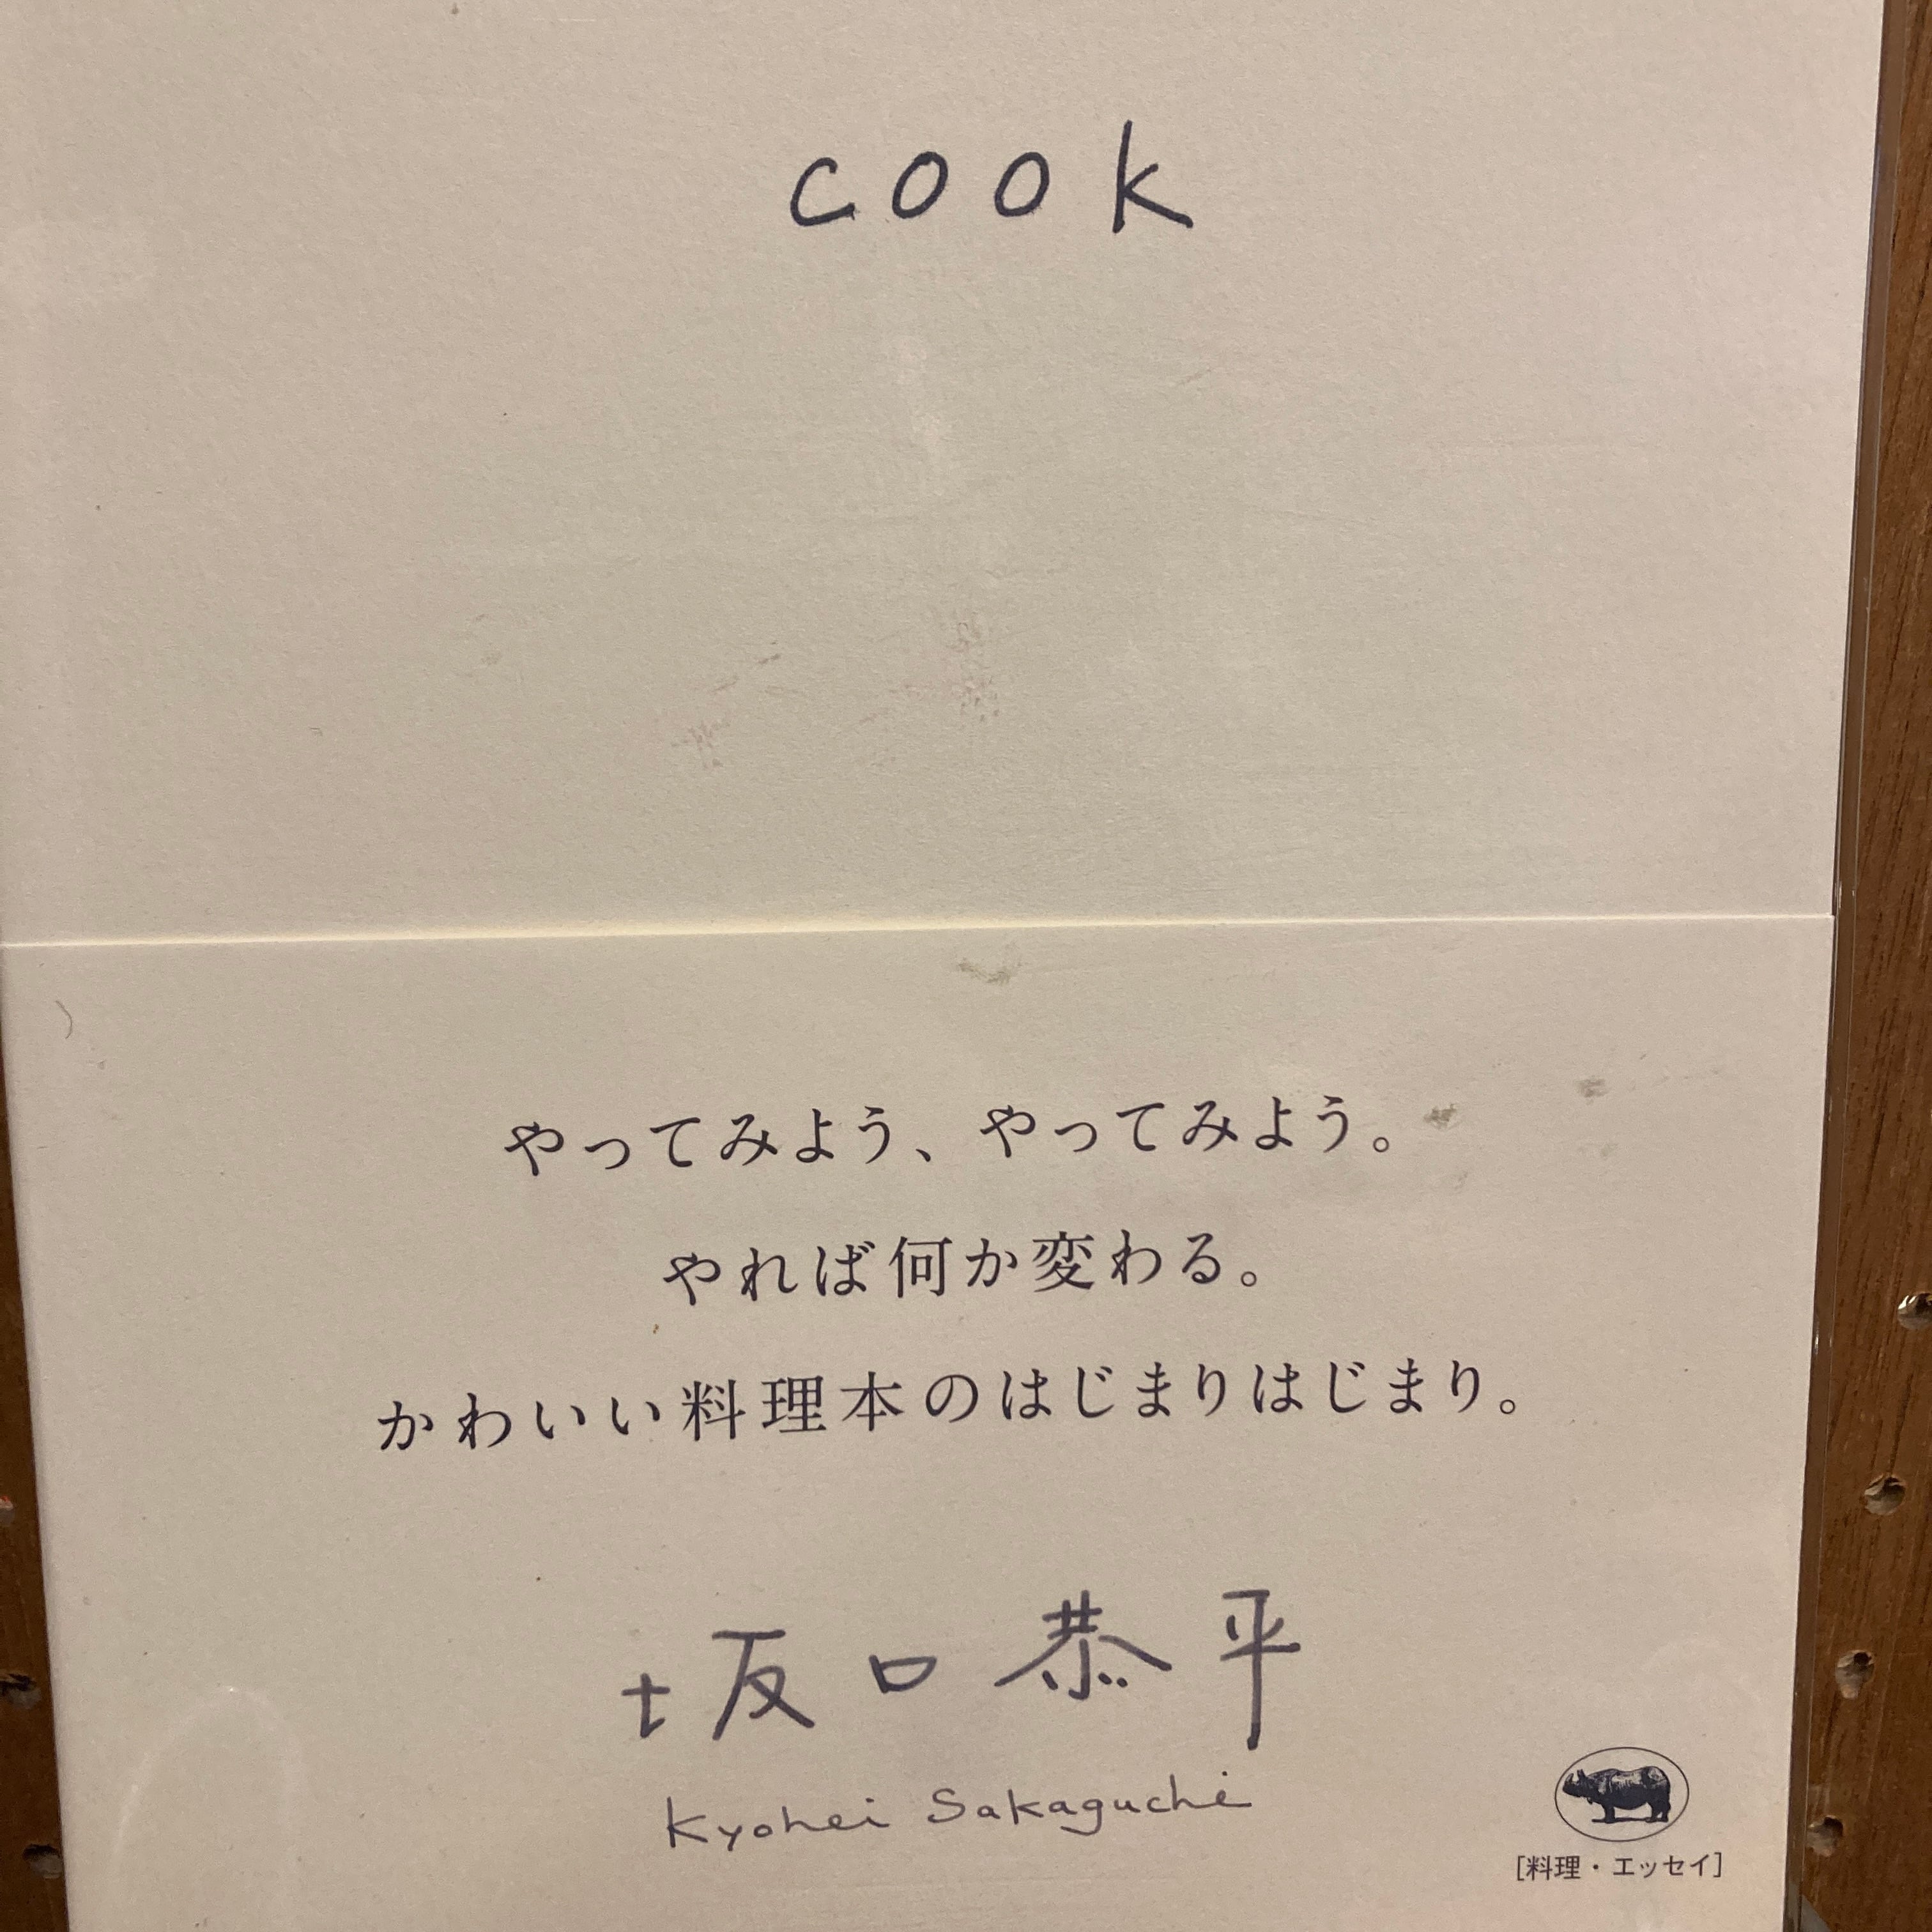 cook
やってみよう、やってみよう。
やれば何か変わる。
かわいい料理本のはじまりはじまり。
坂口恭平
Kyohei Sakaguchi
[料理・エッセイ]